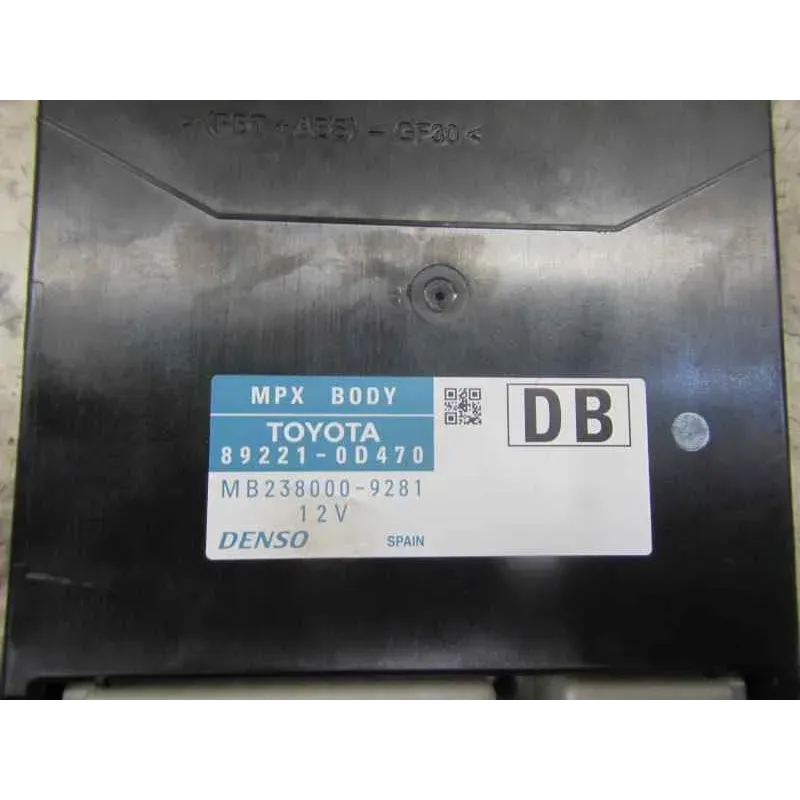 >(PBT+ABS)-GF30<
MPX BODY
TOYOTA
89221-0D470
MB238000-9281
12V
DENSO SPAIN
DB